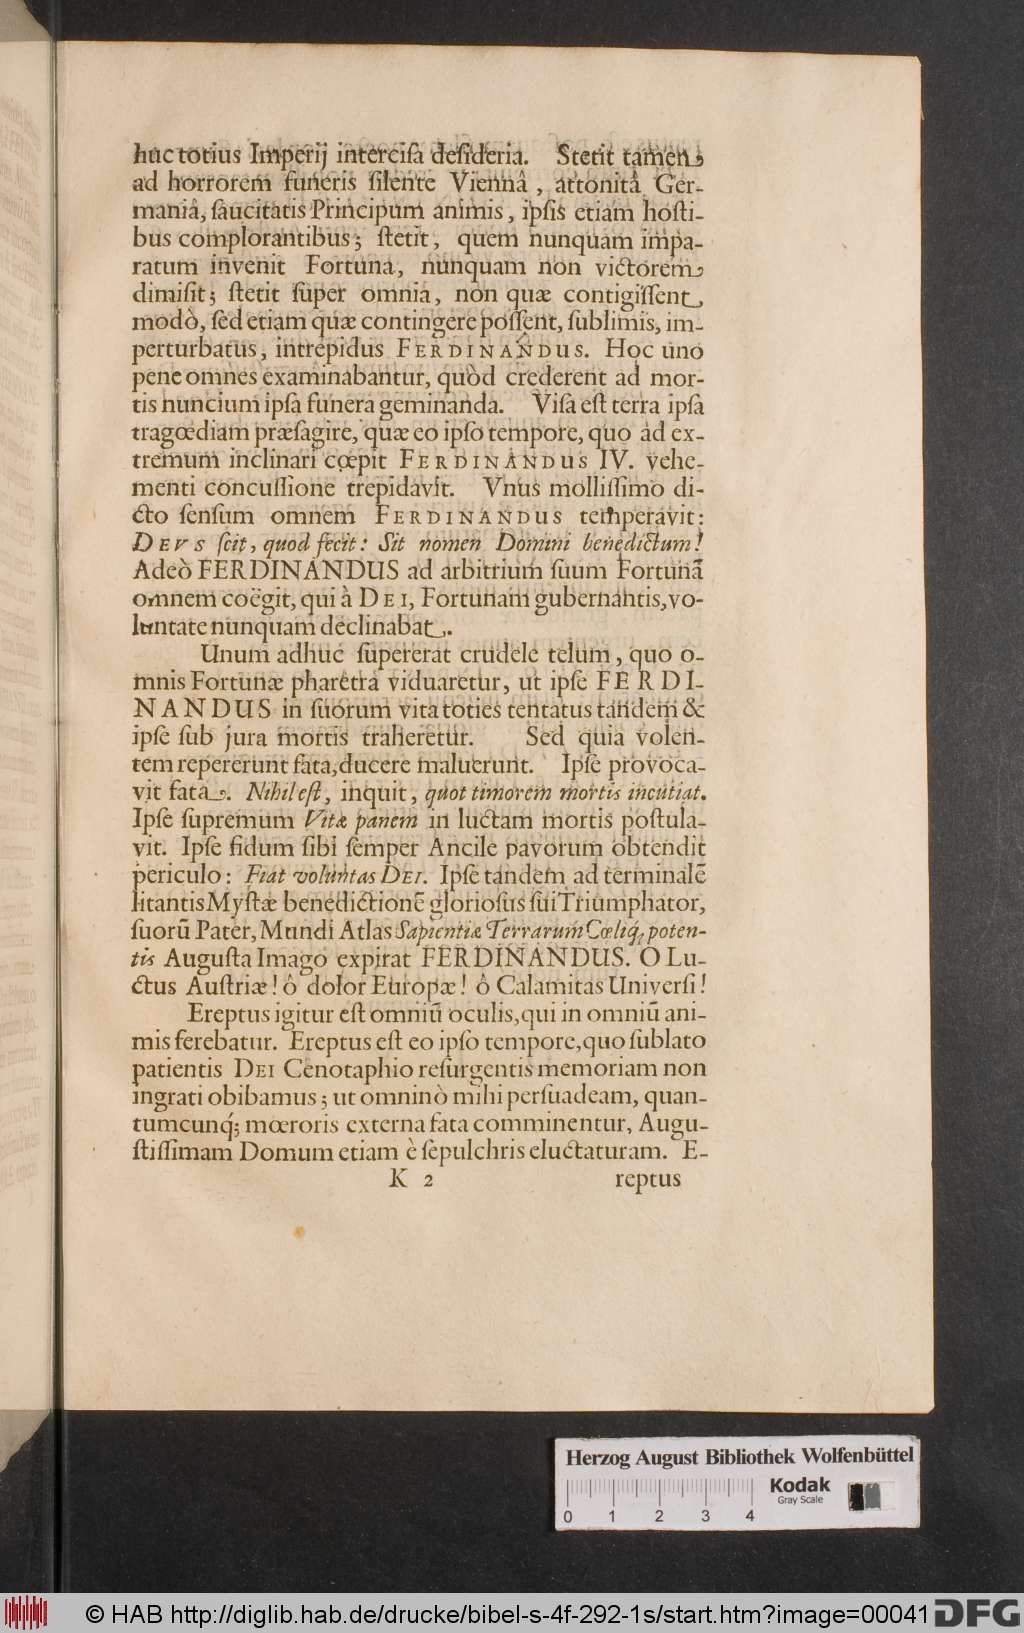 huc totius Imperij interciſa deſideria. Stetit tamen
ad horrorem funeris ſilente Viennâ, attonitâ Ger-
maniâ, ſaucitatis Principum animis, ipſis etiam hoſti-
bus complorantibus; ſtetit, quem nunquam impa-
ratum invenit Fortuna, nunquam non victorem
dimiſit; ſtetit ſuper omnia, non quæ contigiſſent
modò, ſed etiam quæ contingere poſſent, ſublimis, im-
perturbatus, intrepidus FERDINANDUS. Hoc uno
pene omnes examinabantur, quòd crederent ad mor-
tis nuncium ipſa funera geminanda. Viſa eſt terra ipſa
tragœdiam præſagire, quæ eo ipſo tempore, quo ad ex-
tremum inclinari cœpit FERDINANDUS IV. vehe-
menti concuſſione trepidavit. Vnus molliſſimo di-
cto ſenſum omnem FERDINANDUS temperavit:
DEVS ſcit, quod fecit: Sit nomen Domini benedictum!
Adeò FERDINANDUS ad arbitrium ſuum Fortunã
omnem coëgit, qui à DEI, Fortunam gubernantis, vo-
luntate nunquam declinabat.
Unum adhuc ſupererat crudele telum, quo o-
mnis Fortunæ pharetra viduaretur, ut ipſe FERDI-
NANDUS in ſuorum vita toties tentatus tandem &
ipſe ſub jura mortis traheretur. Sed quia volen-
tem repererunt fata, ducere maluerunt. Ipſe provoca-
vit fata. Nihil eſt, inquit, quot timorem mortis incutiat.
Ipſe ſupremum Vitæ panem in luctam mortis poſtula-
vit. Ipſe fidum ſibi ſemper Ancile pavorum obtendit
periculo: Fiat voluntas DEI. Ipſe tandem ad terminalẽ
litantis Myſtæ benedictionẽ glorioſus ſui Triumphator,
ſuorũ Pater, Mundi Atlas Sapientiæ Terrarum Cœliq́, poten-
tis Auguſta Imago expirat FERDINANDUS. O Lu-
ctus Auſtriæ! ô dolor Europæ! ô Calamitas Univerſi!
Ereptus igitur eſt omniũ oculis, qui in omniũ ani-
mis ferebatur. Ereptus eſt eo ipſo tempore, quo ſublato
patientis DEI Cenotaphio reſurgentis memoriam non
ingrati obibamus; ut omninò mihi perſuadeam, quan-
tumcunq́; mœroris externa fata comminentur, Augu-
ſtiſſimam Domum etiam è ſepulchris eluctaturam. E-
K 2 reptus
Herzog August Bibliothek Wolfenbüttel
Kodak
Gray Scale
0 1 2 3 4
© HAB http://diglib.hab.de/drucke/bibel-s-4f-292-1s/start.htm?image=00041 DFG